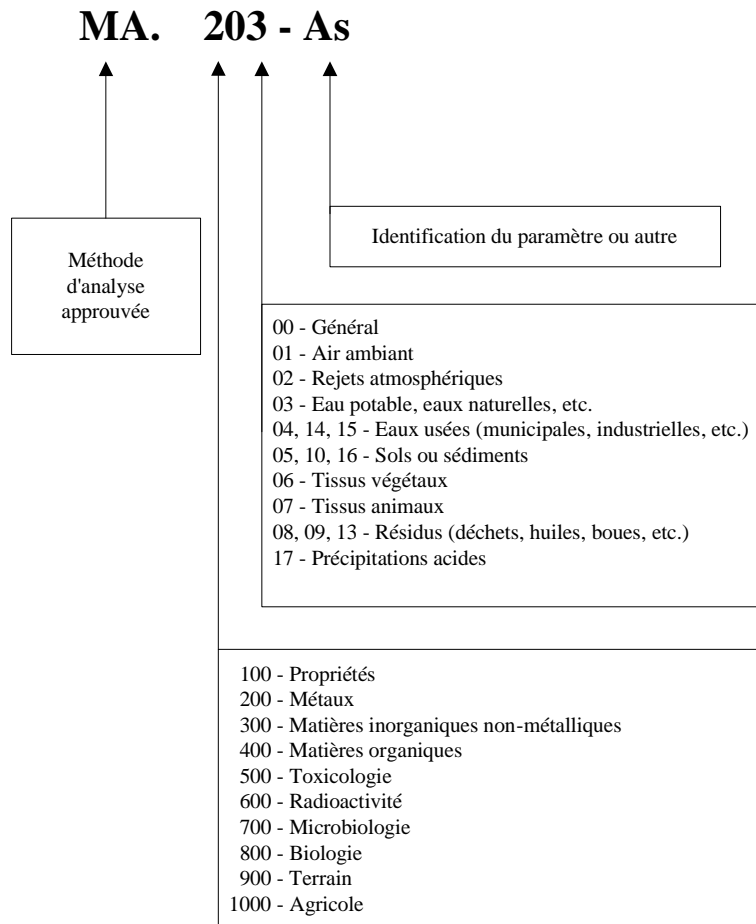 MA. 203 - As
Méthode
d'analyse
approuvée
Identification du paramètre ou autre
00 - Général
01 - Air ambiant
02 - Rejets atmosphériques
03 - Eau potable, eaux naturelles, etc.
04, 14, 15 - Eaux usées (municipales, industrielles, etc.)
05, 10, 16 - Sols ou sédiments
06 - Tissus végétaux
07 - Tissus animaux
08, 09, 13 - Résidus (déchets, huiles, boues, etc.)
17 - Précipitations acides
100 - Propriétés
200 - Métaux
300 - Matières inorganiques non-métalliques
400 - Matières organiques
500 - Toxicologie
600 - Radioactivité
700 - Microbiologie
800 - Biologie
900 - Terrain
1000 - Agricole